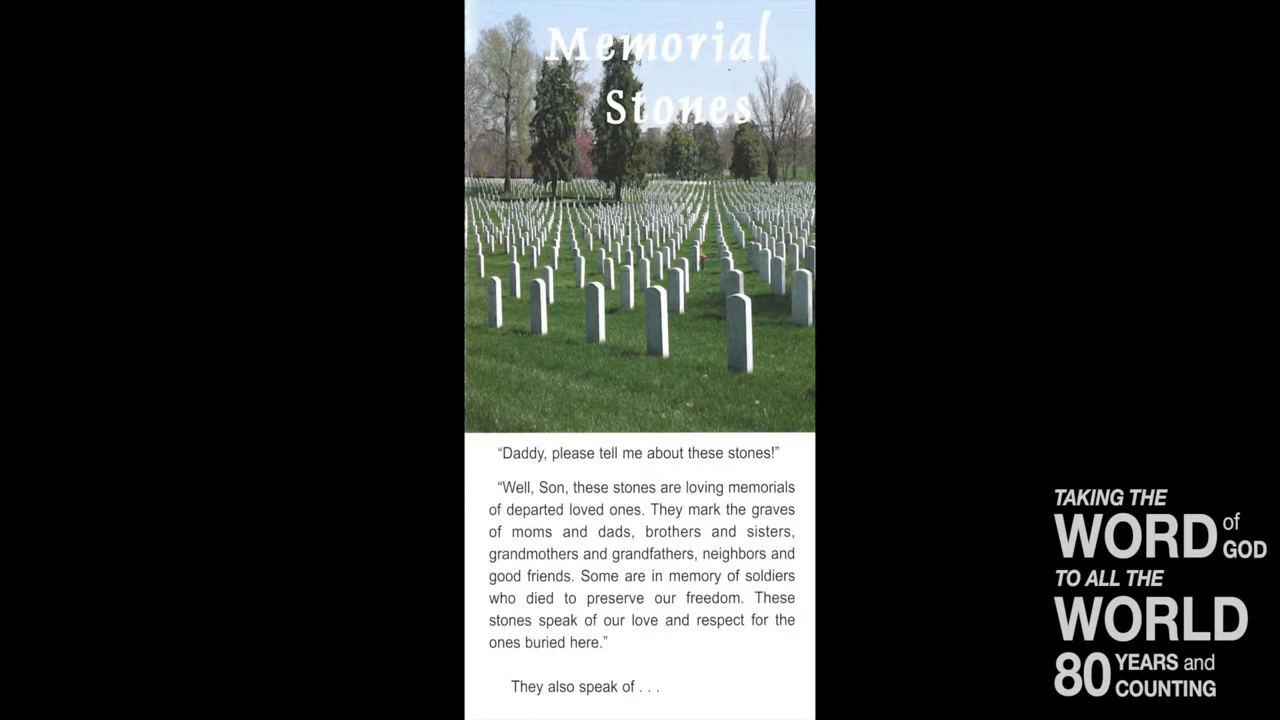 Memorial
Stones
“Daddy, please tell me about these stones!”
“Well, Son, these stones are loving memorials
of departed loved ones. They mark the graves
of moms and dads, brothers and sisters,
grandmothers and grandfathers, neighbors and
good friends. Some are in memory of soldiers
who died to preserve our freedom. These
stones speak of our love and respect for the
ones buried here.”
They also speak of . . .
TAKING THE
WORD of GOD
TO ALL THE
WORLD
80 YEARS and
COUNTING